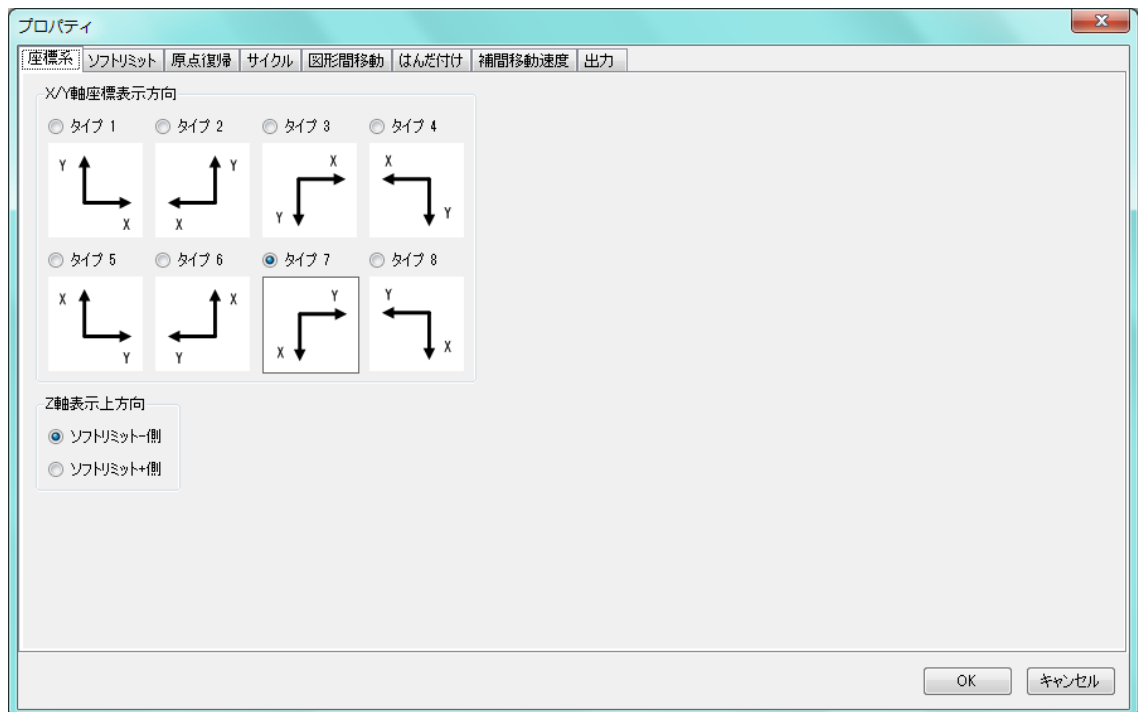 プロパティ
座標系 ソフトリミット 原点復帰 サイクル 図形間移動 はんだ付け 補間移動速度 出力
X/Y軸座標表示方向
タイプ 1 タイプ 2 タイプ 3 タイプ 4
Y Y X X
X X Y Y
タイプ 5 タイプ 6 タイプ 7 タイプ 8
X X Y Y
Y Y X X
Z軸表示上方向
ソフトリミット-側
ソフトリミット+側
OK キャンセル